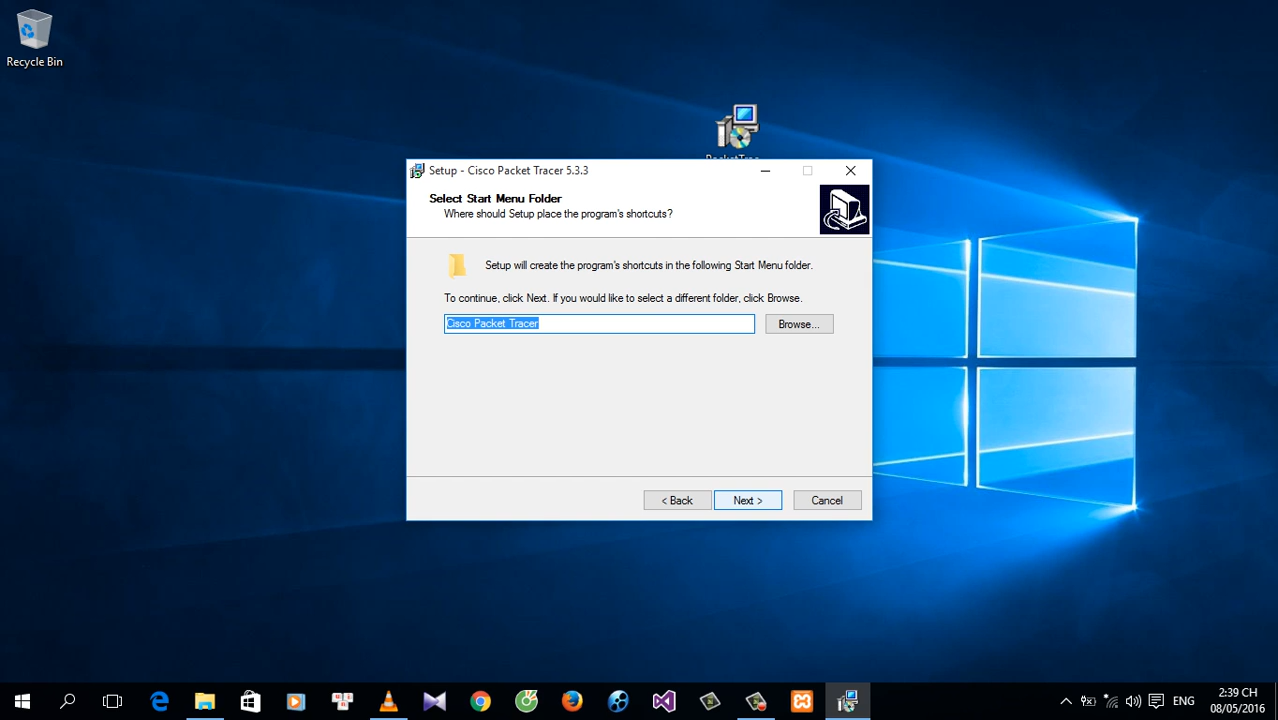 Recycle Bin
Setup - Cisco Packet Tracer 5.3.3
Select Start Menu Folder
Where should Setup place the program's shortcuts?
Setup will create the program's shortcuts in the following Start Menu folder.
To continue, click Next. If you would like to select a different folder, click Browse.
Cisco Packet Tracer
Browse...
< Back
Next >
Cancel
ENG
2:39 CH
08/05/2016